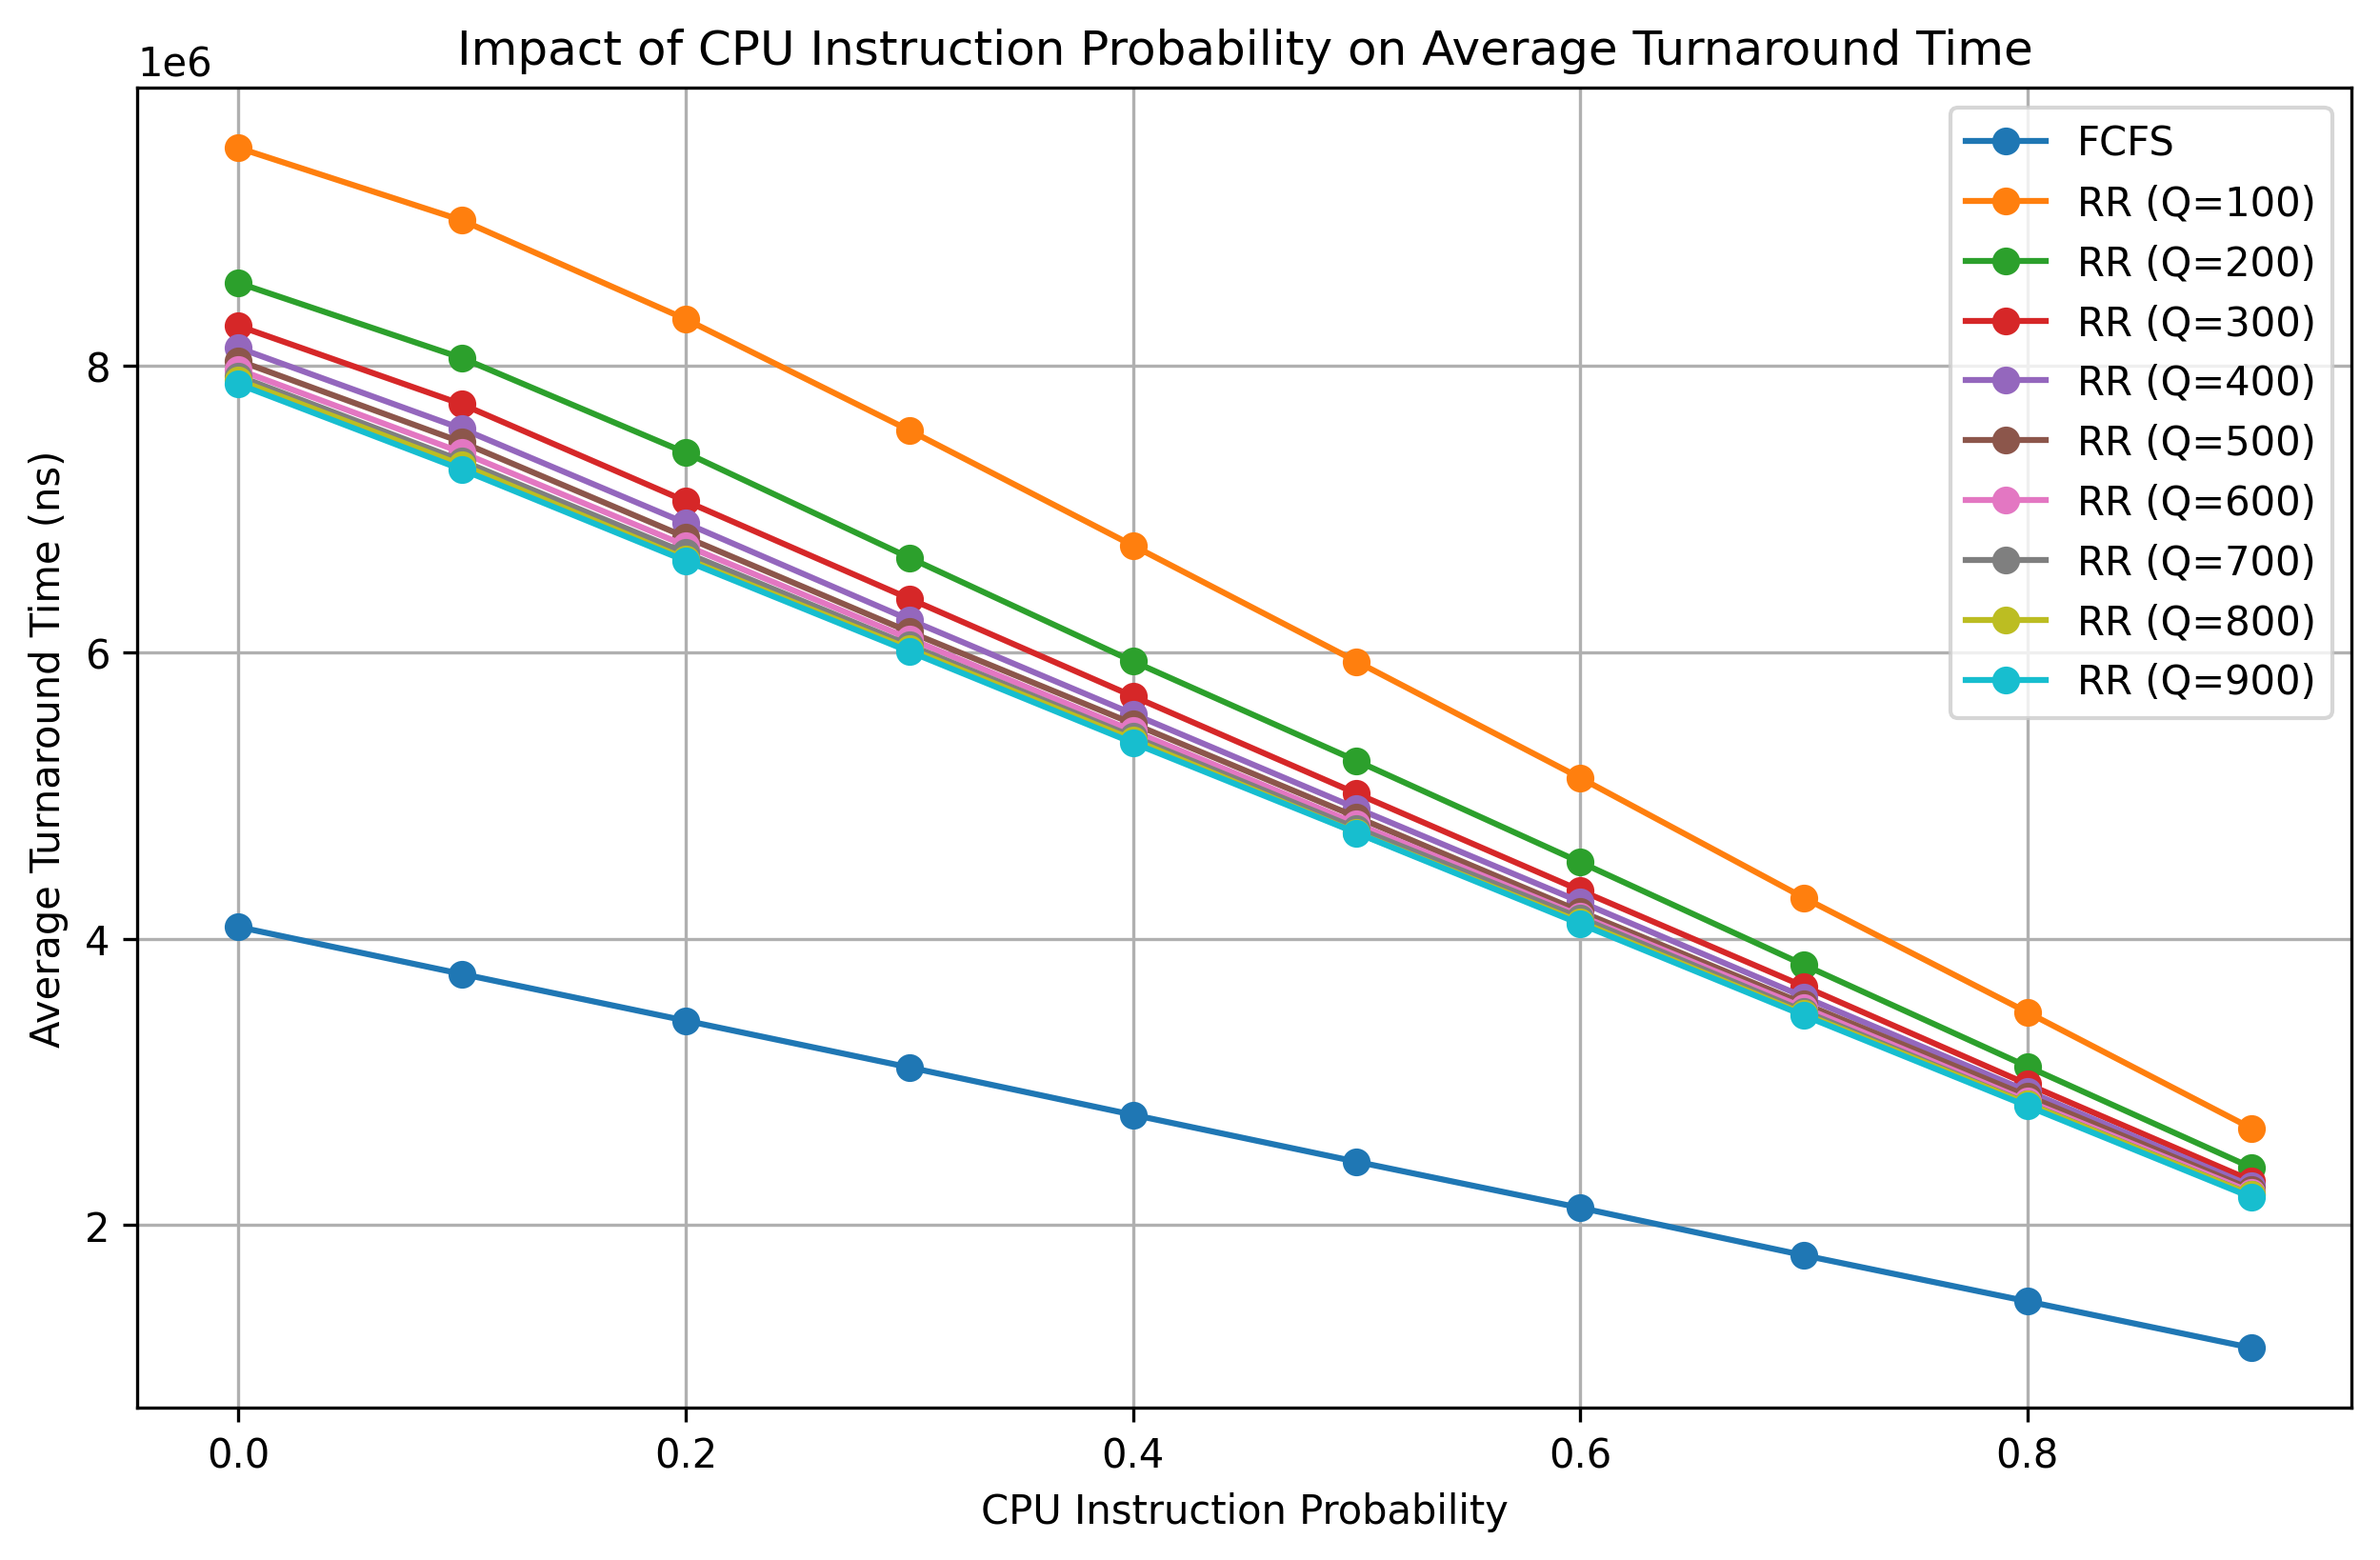 Impact of CPU Instruction Probability on Average Turnaround Time
1e6
FCFS
RR (Q=100)
RR (Q=200)
RR (Q=300)
RR (Q=400)
RR (Q=500)
RR (Q=600)
RR (Q=700)
RR (Q=800)
RR (Q=900)
8
6
4
2
Average Turnaround Time (ns)
0.0 0.2 0.4 0.6 0.8
CPU Instruction Probability